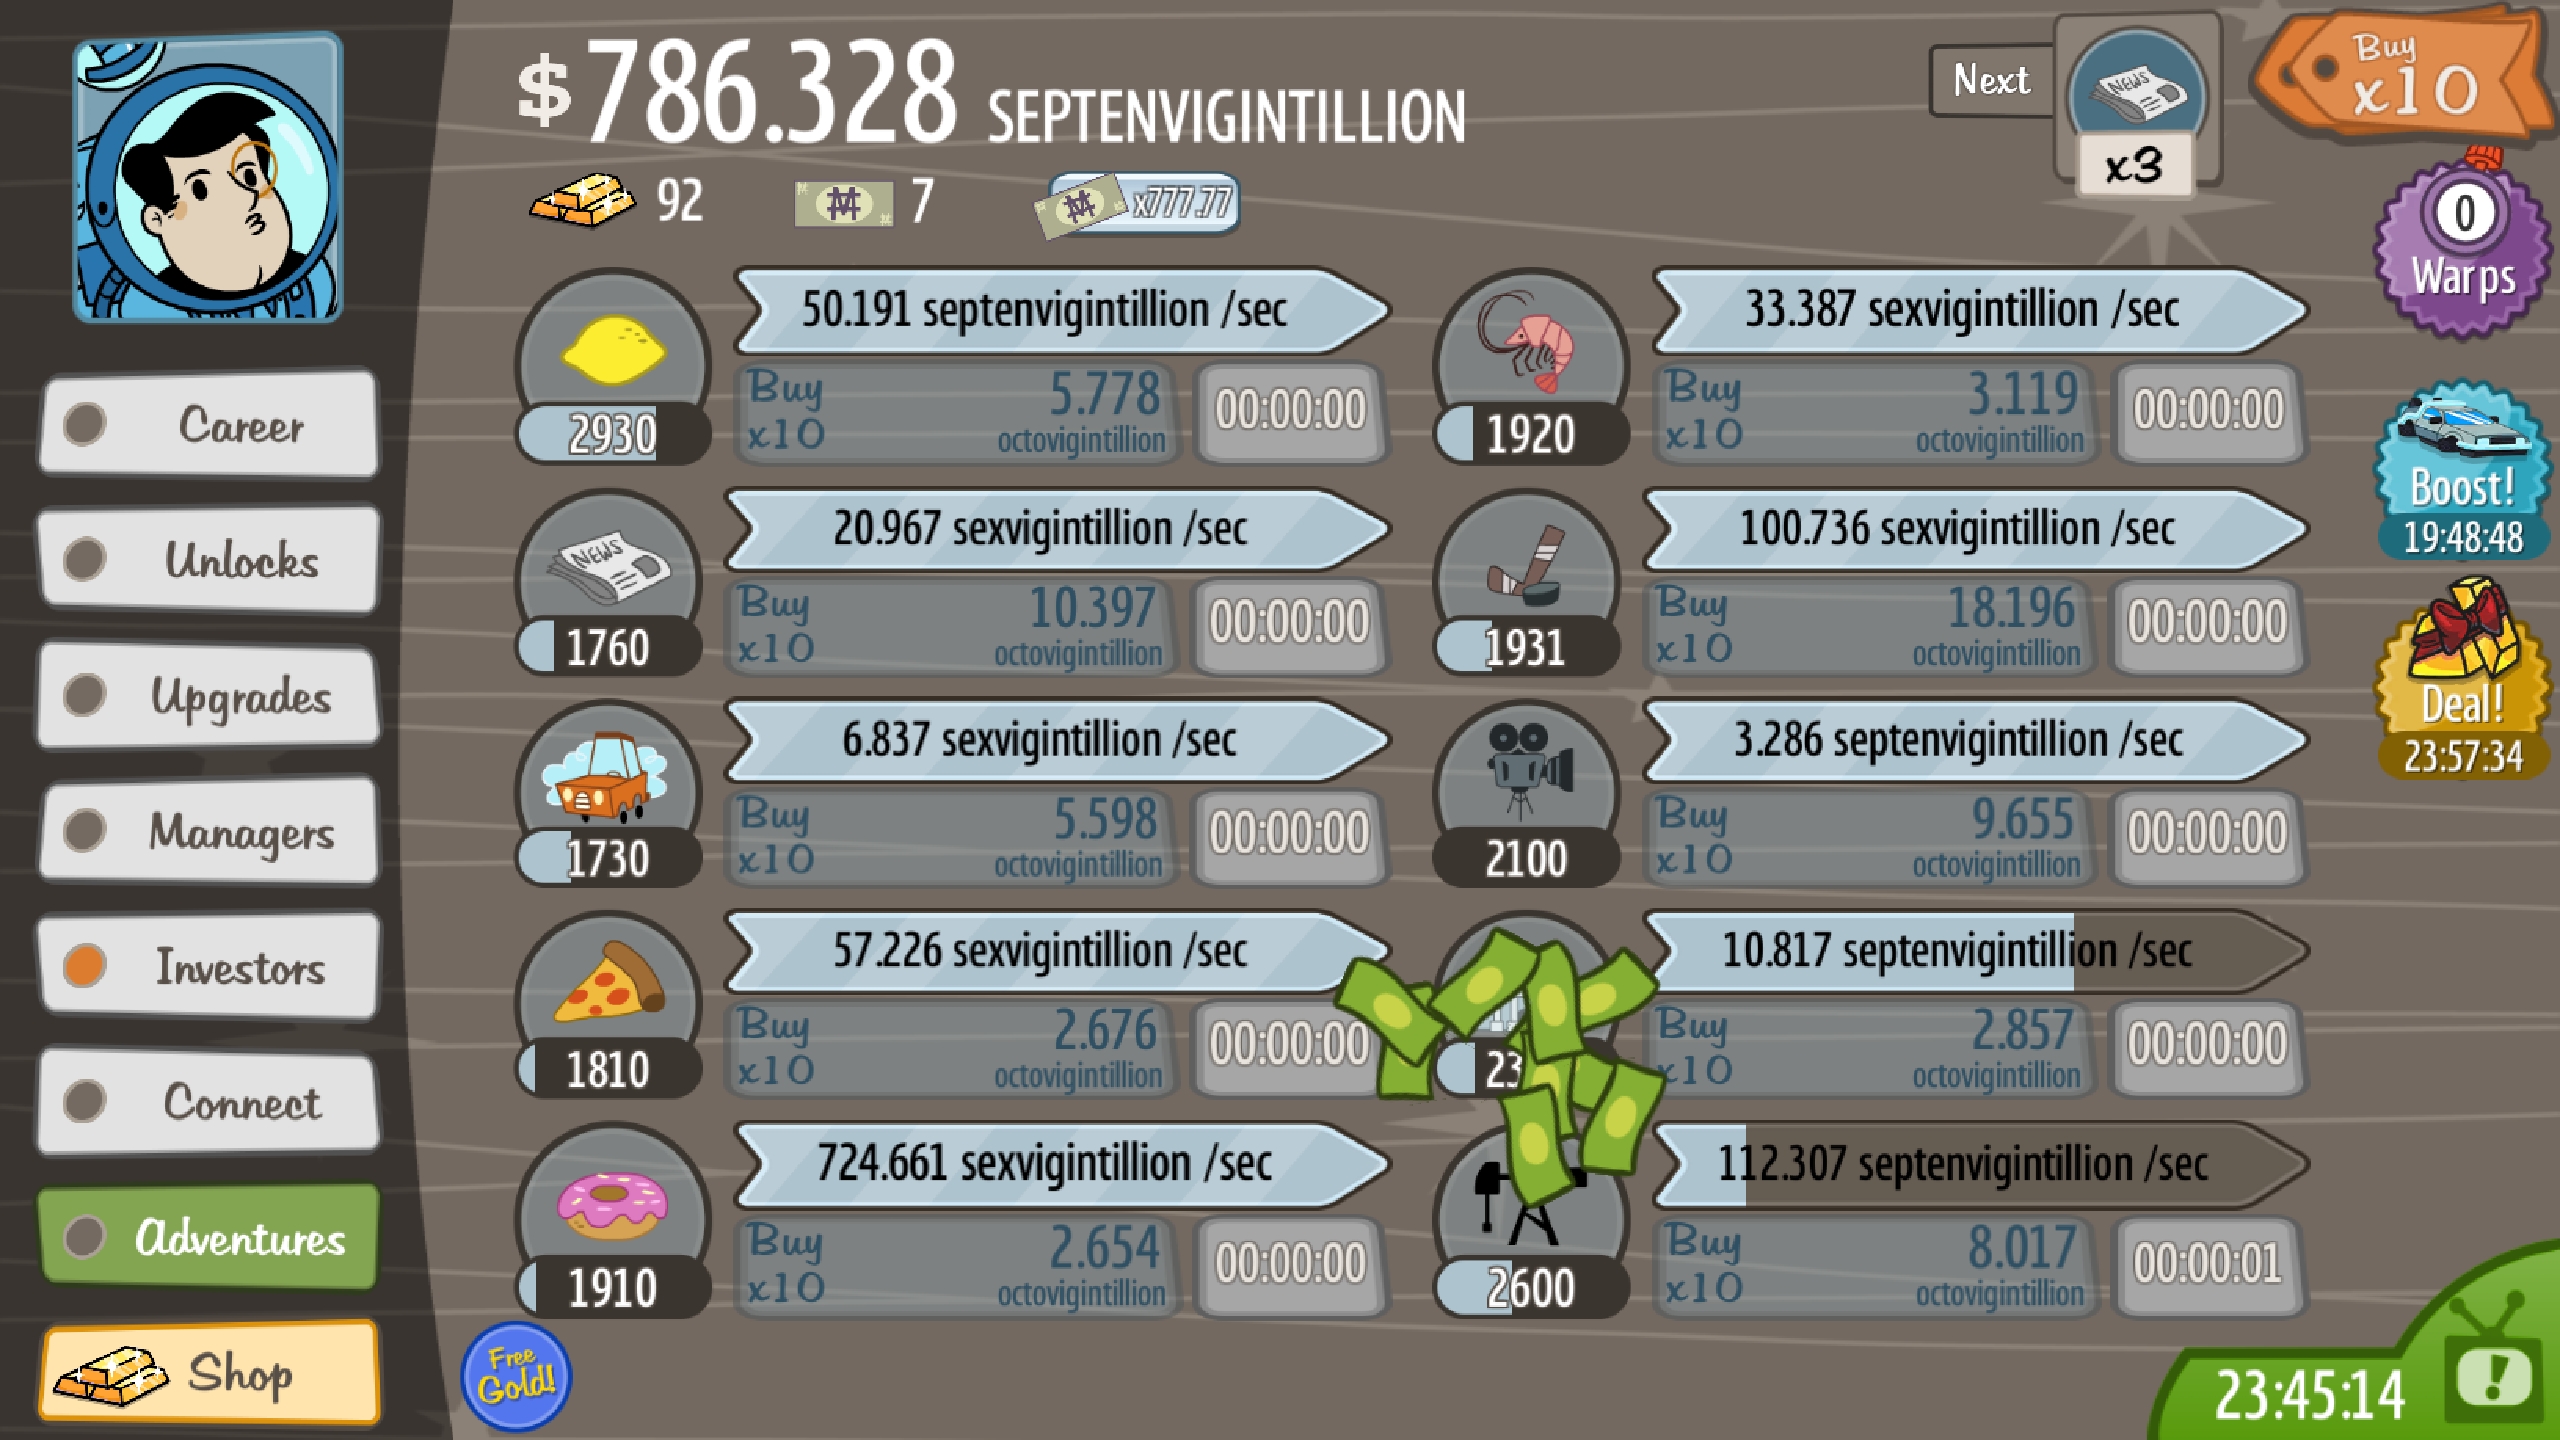 $786.328 SEPTENVIGINTILLION
92
7
x777.77
Next
x3
Buy
x10
0
Warps
Boost!
19:48:48
Deal!
23:57:34
Career
Unlocks
Upgrades
Managers
Investors
Connect
Adventures
Shop
50.191 septenvigintillion /sec
2930
Buy
x10
5.778
octovigintillion
00:00:00
33.387 sexvigintillion /sec
1920
Buy
x10
3.119
octovigintillion
00:00:00
NEWS
20.967 sexvigintillion /sec
1760
Buy
x10
10.397
octovigintillion
00:00:00
100.736 sexvigintillion /sec
1931
Buy
x10
18.196
octovigintillion
00:00:00
6.837 sexvigintillion /sec
1730
Buy
x10
5.598
octovigintillion
00:00:00
3.286 septenvigintillion /sec
2100
Buy
x10
9.655
octovigintillion
00:00:00
57.226 sexvigintillion /sec
1810
Buy
x10
2.676
octovigintillion
00:00:00
10.817 septenvigintillion /sec
Buy
x10
2.857
octovigintillion
00:00:00
724.661 sexvigintillion /sec
1910
Buy
x10
2.654
octovigintillion
00:00:00
112.307 septenvigintillion /sec
2600
Buy
x10
8.017
octovigintillion
00:00:01
Free
Gold!
23:45:14
NEWS